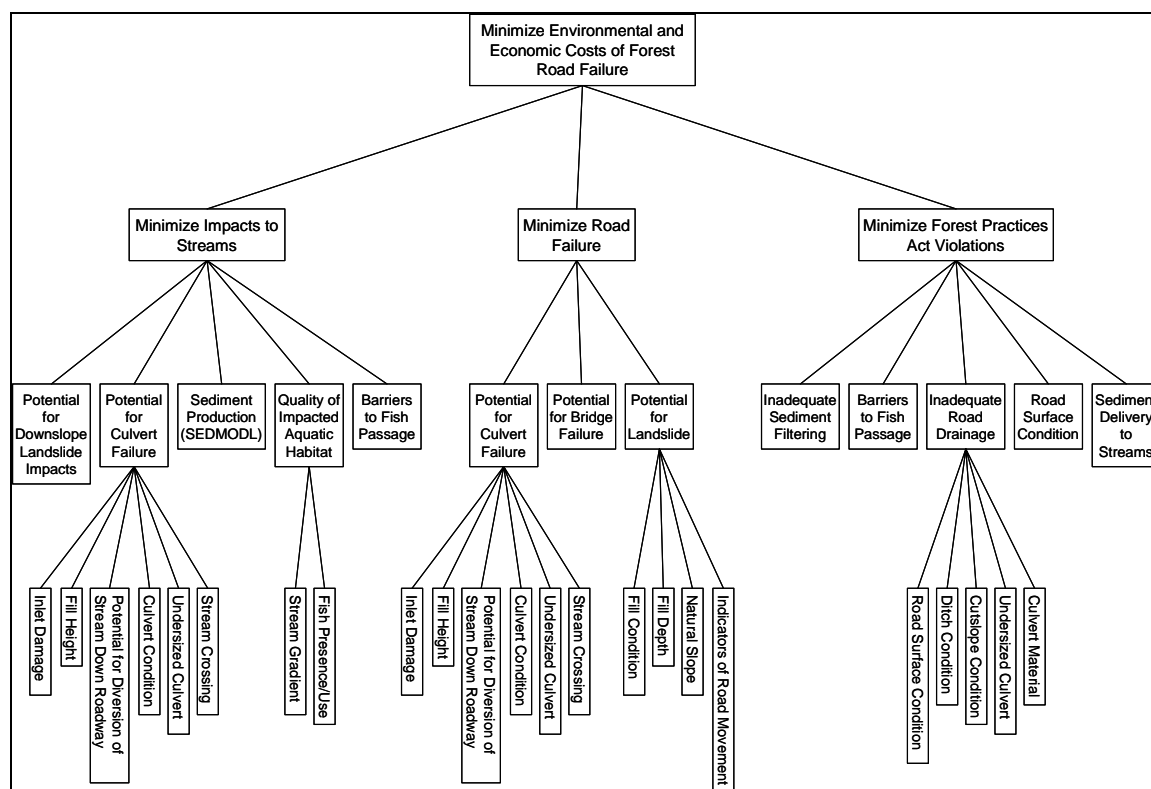 Minimize Environmental and
Economic Costs of Forest
Road Failure
Minimize Impacts to
Streams
Minimize Road
Failure
Minimize Forest Practices
Act Violations
Potential for
Downslope
Landslide
Impacts
Potential
for
Culvert
Failure
Sediment
Production
(SEDMODL)
Quality of
Impacted
Aquatic
Habitat
Barriers
to Fish
Passage
Potential
for
Culvert
Failure
Potential
for Bridge
Failure
Potential
for
Landslide
Inadequate
Sediment
Filtering
Barriers
to Fish
Passage
Inadequate
Road
Drainage
Road
Surface
Condition
Sediment
Delivery
to
Streams
Inlet Damage
Fill Height
Potential for Diversion of
Stream Down Roadway
Culvert Condition
Undersized Culvert
Stream Crossing
Stream Gradient
Fish Presence/Use
Inlet Damage
Fill Height
Potential for Diversion of
Stream Down Roadway
Culvert Condition
Undersized Culvert
Stream Crossing
Fill Condition
Fill Depth
Natural Slope
Indicators of Road Movement
Road Surface Condition
Ditch Condition
Cutslope Condition
Undersized Culvert
Culvert Material